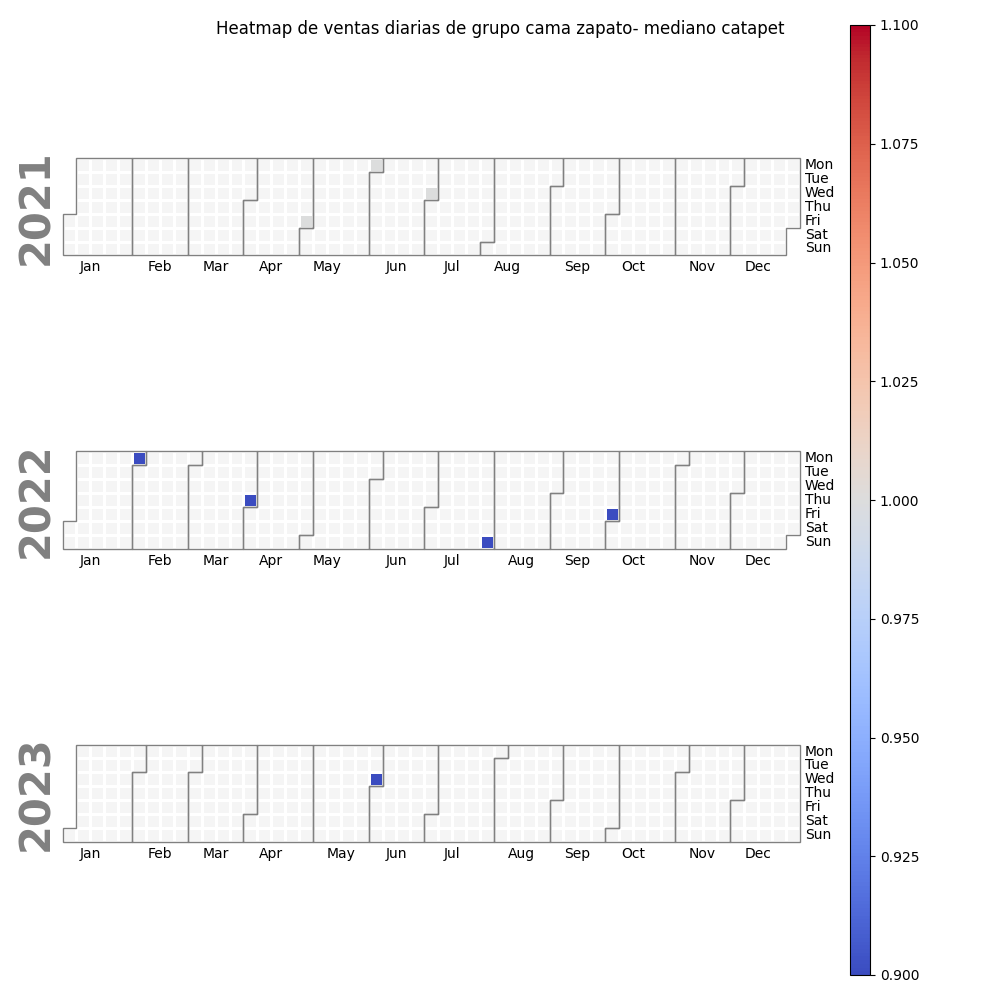 Heatmap de ventas diarias de grupo cama zapato- mediano catapet
2021
Mon
Tue
Wed
Thu
Fri
Sat
Sun
Jan Feb Mar Apr May Jun Jul Aug Sep Oct Nov Dec
2022
Mon
Tue
Wed
Thu
Fri
Sat
Sun
Jan Feb Mar Apr May Jun Jul Aug Sep Oct Nov Dec
2023
Mon
Tue
Wed
Thu
Fri
Sat
Sun
Jan Feb Mar Apr May Jun Jul Aug Sep Oct Nov Dec
1.100
1.075
1.050
1.025
1.000
0.975
0.950
0.925
0.900